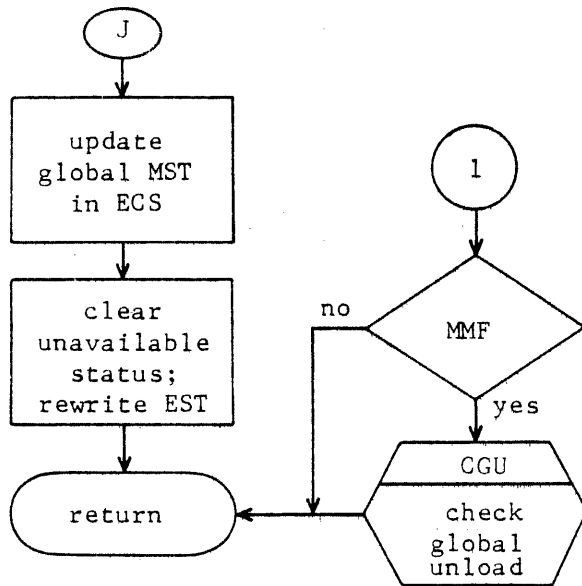 J
update
global MST
in ECS
clear
unavailable
status;
rewrite EST
return
1
MMF
no
yes
CGU
check
global
unload